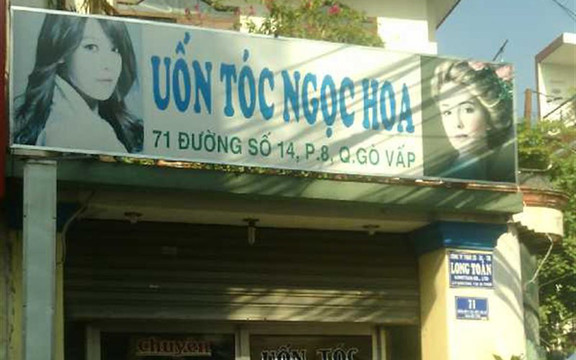 UỐN TÓC NGỌC HOA
71 ĐƯỜNG SỐ 14, P.8, Q.GÒ VẤP
LONG TOÀN
71
chuyên
UỐN TÓC